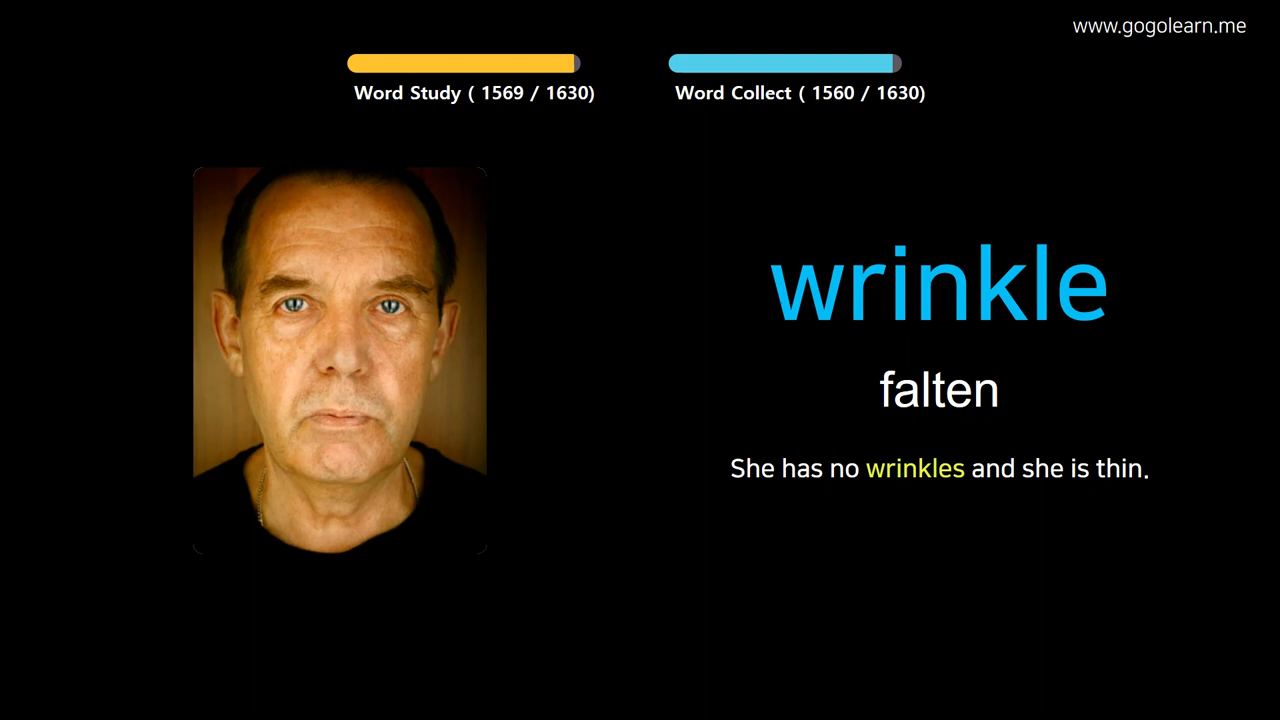 www.gogolearn.me
Word Study ( 1569 / 1630)
Word Collect ( 1560 / 1630)
wrinkle
falten
She has no wrinkles and she is thin.